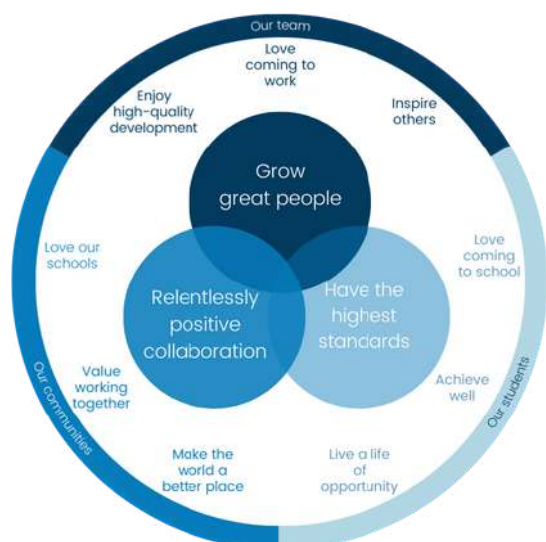 Our team
Love
coming to
work
Enjoy
high-quality
development
Inspire
others
Grow
great people
Love our
schools
Love
coming
to school
Relentlessly
positive
collaboration
Have the
highest
standards
Value
working
together
Achieve
well
Our communities
Our students
Make the
world a
better place
Live a life
of
opportunity